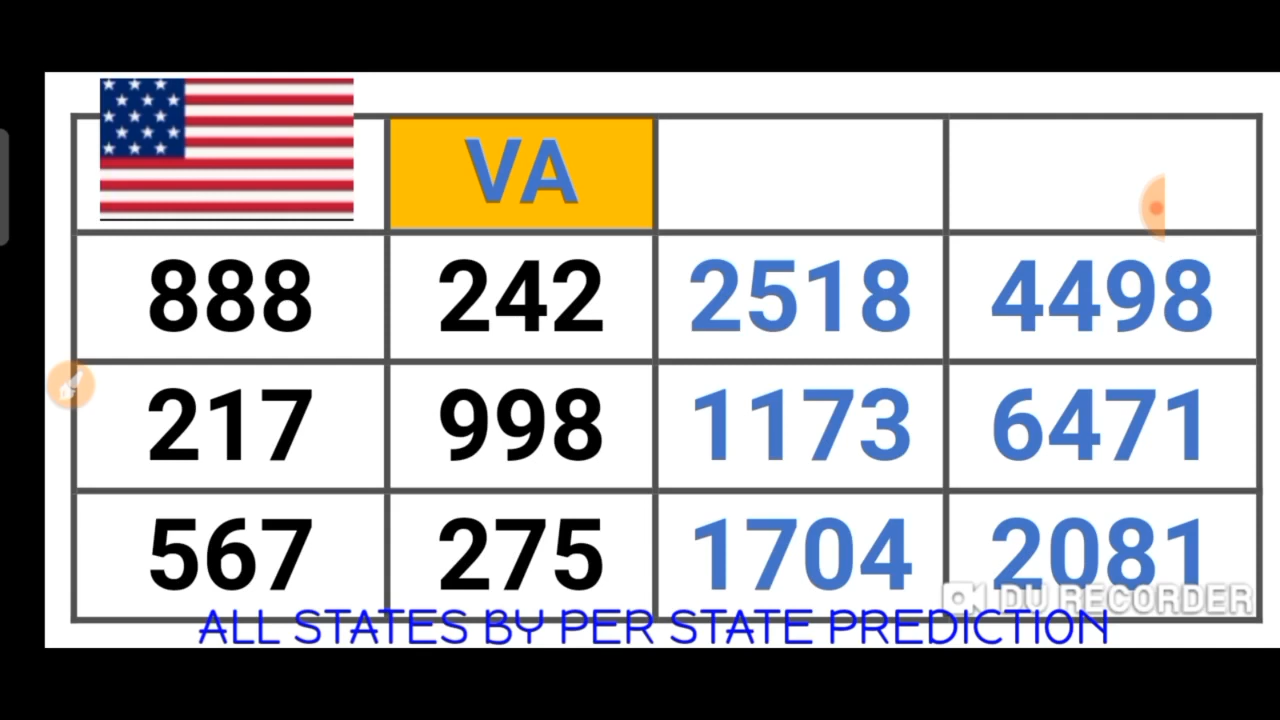 VA
888 242 2518 4498
217 998 1173 6471
567 275 1704 2081
DU RECORDER
ALL STATES BY PER STATE PREDICTION